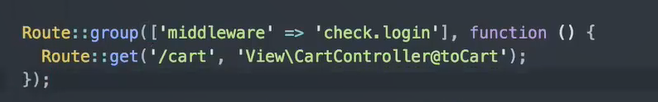 Route::group(['middleware' => 'check.login'], function () {
  Route::get('/cart', 'View\CartController@toCart');
});